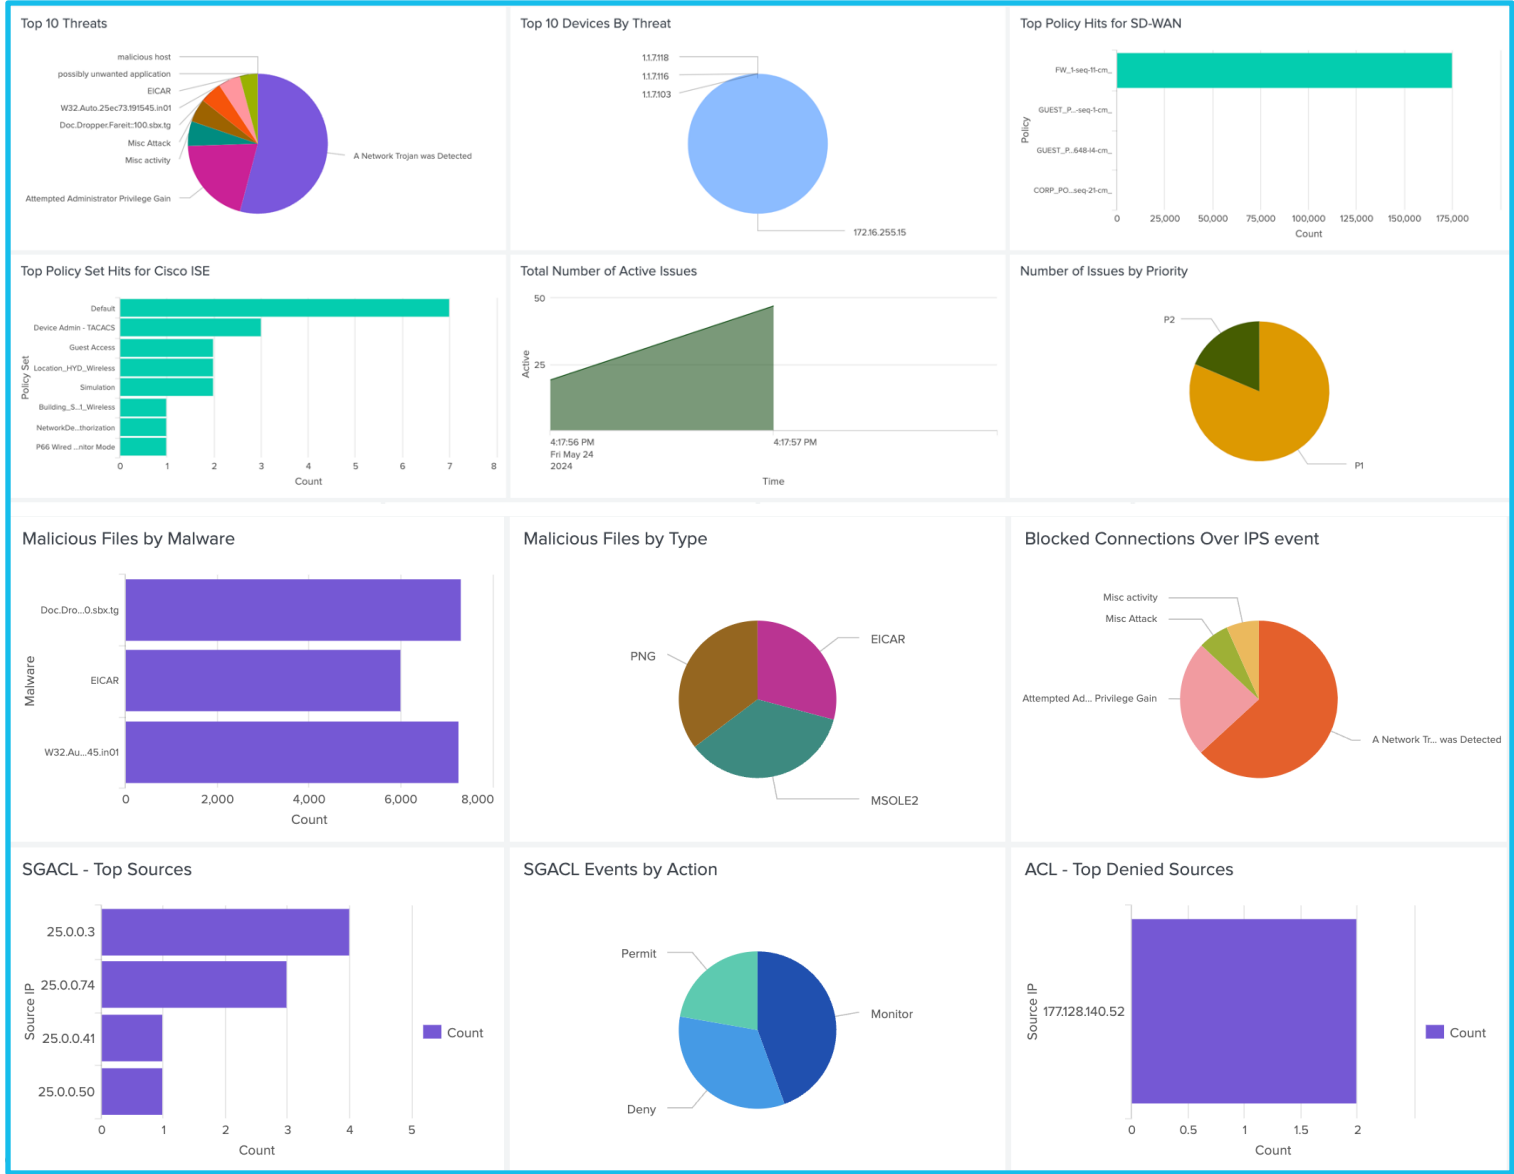 Top 10 Threats
malicious host
possibly unwanted application
EICAR
W32.Auto.25ec73.191545.in01
Doc.Dropper.Fareit::100.sbx.tg
Misc Attack
Misc activity
Attempted Administrator Privilege Gain
A Network Trojan was Detected
Top 10 Devices By Threat
1.1.7.118
1.1.7.116
1.1.7.103
172.16.255.15
Top Policy Hits for SD-WAN
Policy
FW_1-seq-11-cm_
GUEST_P...-seq-1-cm_
GUEST_P...648-14-cm_
CORP_PO...seq-21-cm_
0 25,000 50,000 75,000 100,000 125,000 150,000 175,000
Count
Top Policy Set Hits for Cisco ISE
Policy Set
Default
Device Admin - TACACS
Guest Access
Location_HYD_Wireless
Simulation
Building_S...1_Wireless
NetworkDe...thorization
P66 Wired ...nitor Mode
0 1 2 3 4 5 6 7 8
Count
Total Number of Active Issues
50
25
Active
4:17:56 PM 4:17:57 PM
Fri May 24
2024
Time
Number of Issues by Priority
P2
P1
Malicious Files by Malware
Malware
Doc.Dro...0.sbx.tg
EICAR
W32.Au...45.in01
0 2,000 4,000 6,000 8,000
Count
Malicious Files by Type
PNG
EICAR
MSOLE2
Blocked Connections Over IPS event
Misc activity
Misc Attack
Attempted Ad... Privilege Gain
A Network Tr... was Detected
SGACL - Top Sources
Source IP
25.0.0.3
25.0.0.74
25.0.0.41
25.0.0.50
0 1 2 3 4 5
Count
Count
SGACL Events by Action
Permit
Monitor
Deny
ACL - Top Denied Sources
Source IP
177.128.140.52
0 0.5 1 1.5 2
Count
Count